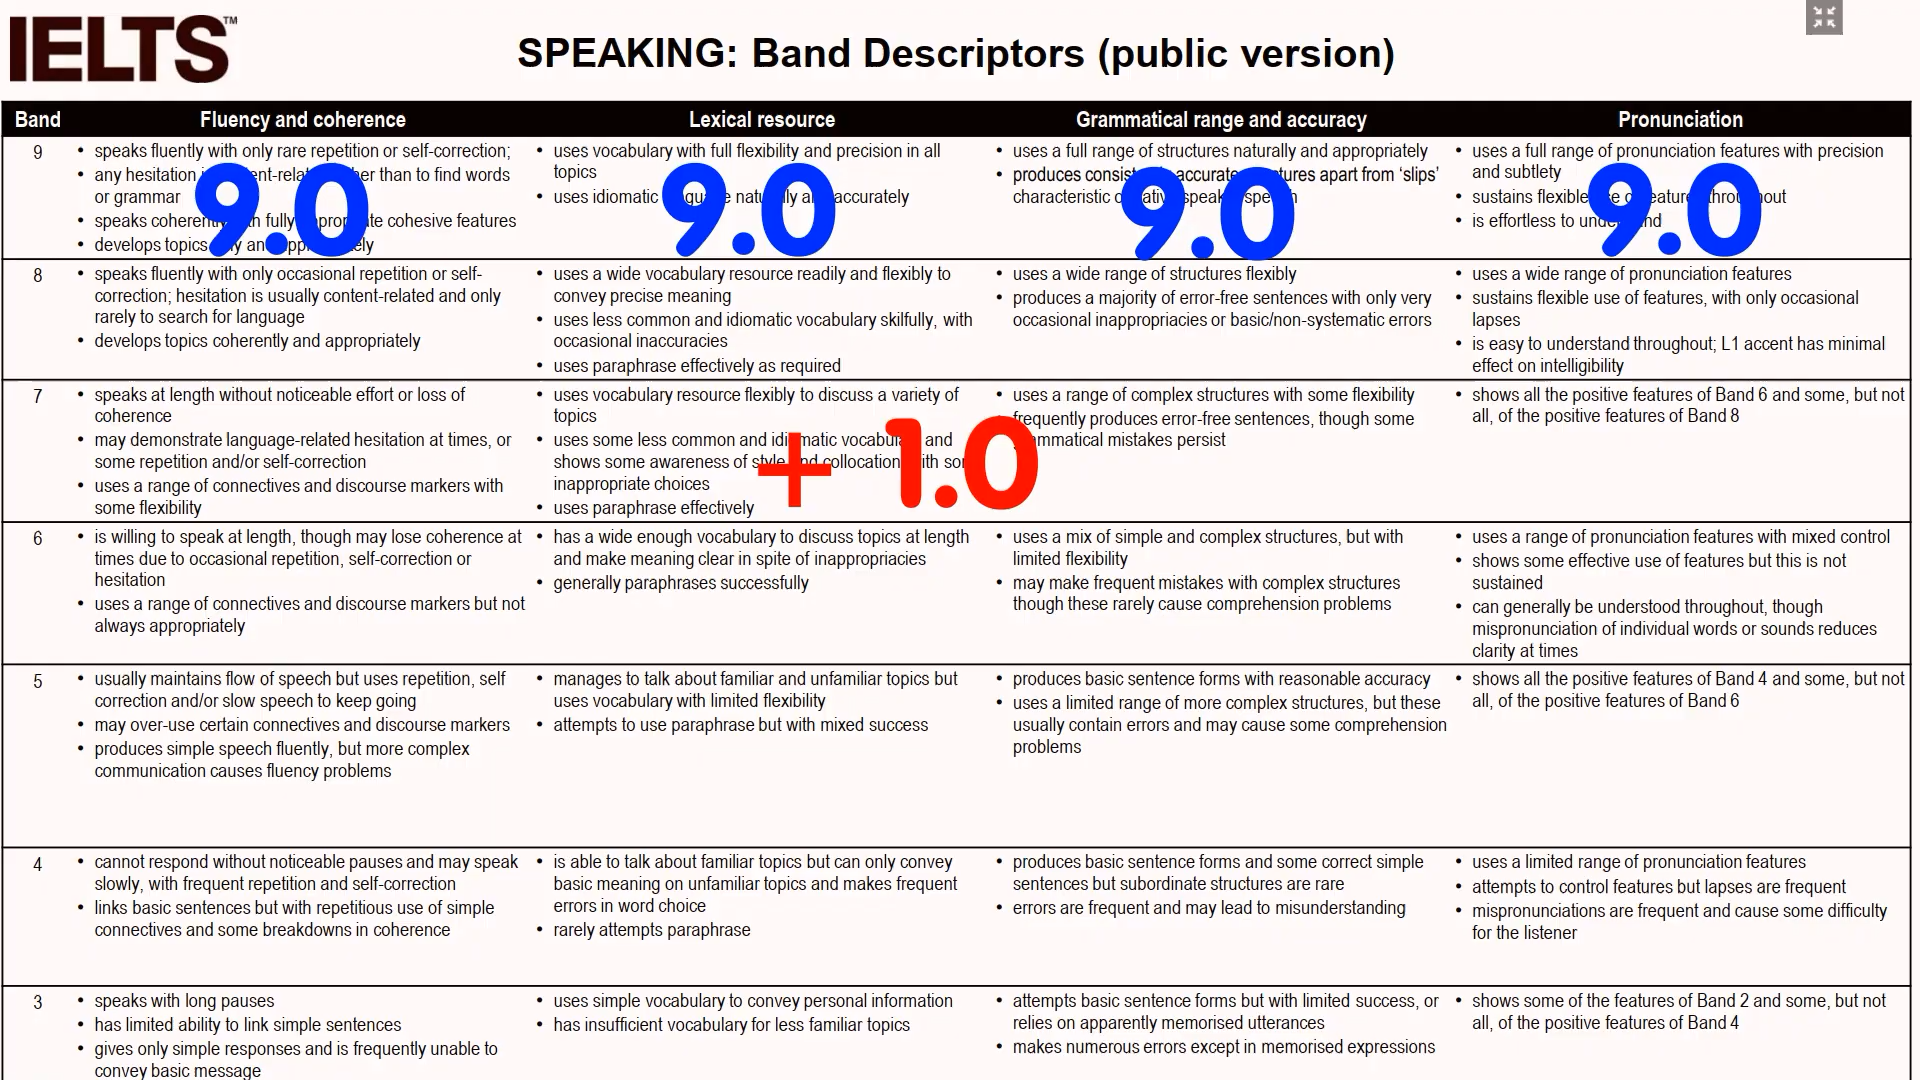 IELTS™
SPEAKING: Band Descriptors (public version)
Band Fluency and coherence Lexical resource Grammatical range and accuracy Pronunciation
9
• speaks fluently with only rare repetition or self-correction;
• any hesitation
or grammar
• speaks
• develops topics
9.0
• uses vocabulary with full flexibility and precision in all
topics
• uses idiomatic accurately
9.0
• uses a full range of structures naturally and appropriately
• produces accurate apart from ‘slips’
characteristic
9.0
• uses a full range of pronunciation features with precision
and subtlety
• sustains flexible
• is effortless to
9.0
8
• speaks fluently with only occasional repetition or self-
correction; hesitation is usually content-related and only
rarely to search for language
• develops topics coherently and appropriately
• uses a wide vocabulary resource readily and flexibly to
convey precise meaning
• uses less common and idiomatic vocabulary skilfully, with
occasional inaccuracies
• uses paraphrase effectively as required
• uses a wide range of structures flexibly
• produces a majority of error-free sentences with only very
occasional inappropriacies or basic/non-systematic errors
• uses a wide range of pronunciation features
• sustains flexible use of features, with only occasional
lapses
• is easy to understand throughout; L1 accent has minimal
effect on intelligibility
7
• speaks at length without noticeable effort or loss of
coherence
• may demonstrate language-related hesitation at times, or
some repetition and/or self-correction
• uses a range of connectives and discourse markers with
some flexibility
• uses vocabulary resource flexibly to discuss a variety of
topics
• uses some less common and idiomatic vocabulary and
shows some awareness of style and collocation
inappropriate choices
• uses paraphrase effectively
+ 1.0
• uses a range of complex structures with some flexibility
• frequently produces error-free sentences, though some
grammatical mistakes persist
• shows all the positive features of Band 6 and some, but not
all, of the positive features of Band 8
6
• is willing to speak at length, though may lose coherence at
times due to occasional repetition, self-correction or
hesitation
• uses a range of connectives and discourse markers but not
always appropriately
• has a wide enough vocabulary to discuss topics at length
and make meaning clear in spite of inappropriacies
• generally paraphrases successfully
• uses a mix of simple and complex structures, but with
limited flexibility
• may make frequent mistakes with complex structures
though these rarely cause comprehension problems
• uses a range of pronunciation features with mixed control
• shows some effective use of features but this is not
sustained
• can generally be understood throughout, though
mispronunciation of individual words or sounds reduces
clarity at times
5
• usually maintains flow of speech but uses repetition, self
correction and/or slow speech to keep going
• may over-use certain connectives and discourse markers
• produces simple speech fluently, but more complex
communication causes fluency problems
• manages to talk about familiar and unfamiliar topics but
uses vocabulary with limited flexibility
• attempts to use paraphrase but with mixed success
• produces basic sentence forms with reasonable accuracy
• uses a limited range of more complex structures, but these
usually contain errors and may cause some comprehension
problems
• shows all the positive features of Band 4 and some, but not
all, of the positive features of Band 6
4
• cannot respond without noticeable pauses and may speak
slowly, with frequent repetition and self-correction
• links basic sentences but with repetitious use of simple
connectives and some breakdowns in coherence
• is able to talk about familiar topics but can only convey
basic meaning on unfamiliar topics and makes frequent
errors in word choice
• rarely attempts paraphrase
• produces basic sentence forms and some correct simple
sentences but subordinate structures are rare
• errors are frequent and may lead to misunderstanding
• uses a limited range of pronunciation features
• attempts to control features but lapses are frequent
• mispronunciations are frequent and cause some difficulty
for the listener
3
• speaks with long pauses
• has limited ability to link simple sentences
• gives only simple responses and is frequently unable to
convey basic message
• uses simple vocabulary to convey personal information
• has insufficient vocabulary for less familiar topics
• attempts basic sentence forms but with limited success, or
relies on apparently memorised utterances
• makes numerous errors except in memorised expressions
• shows some of the features of Band 2 and some, but not
all, of the positive features of Band 4